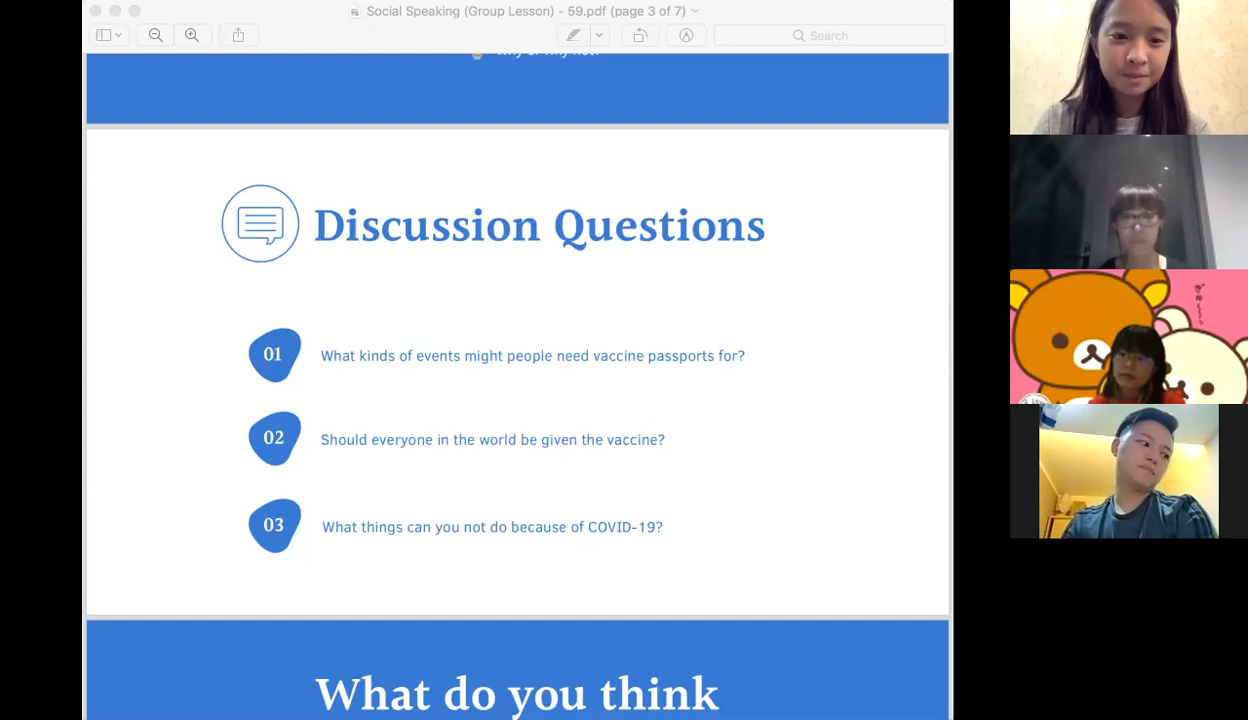 Social Speaking (Group Lesson) - 59.pdf (page 3 of 7)
Search
Discussion Questions
01
What kinds of events might people need vaccine passports for?
02
Should everyone in the world be given the vaccine?
03
What things can you not do because of COVID-19?
What do you think